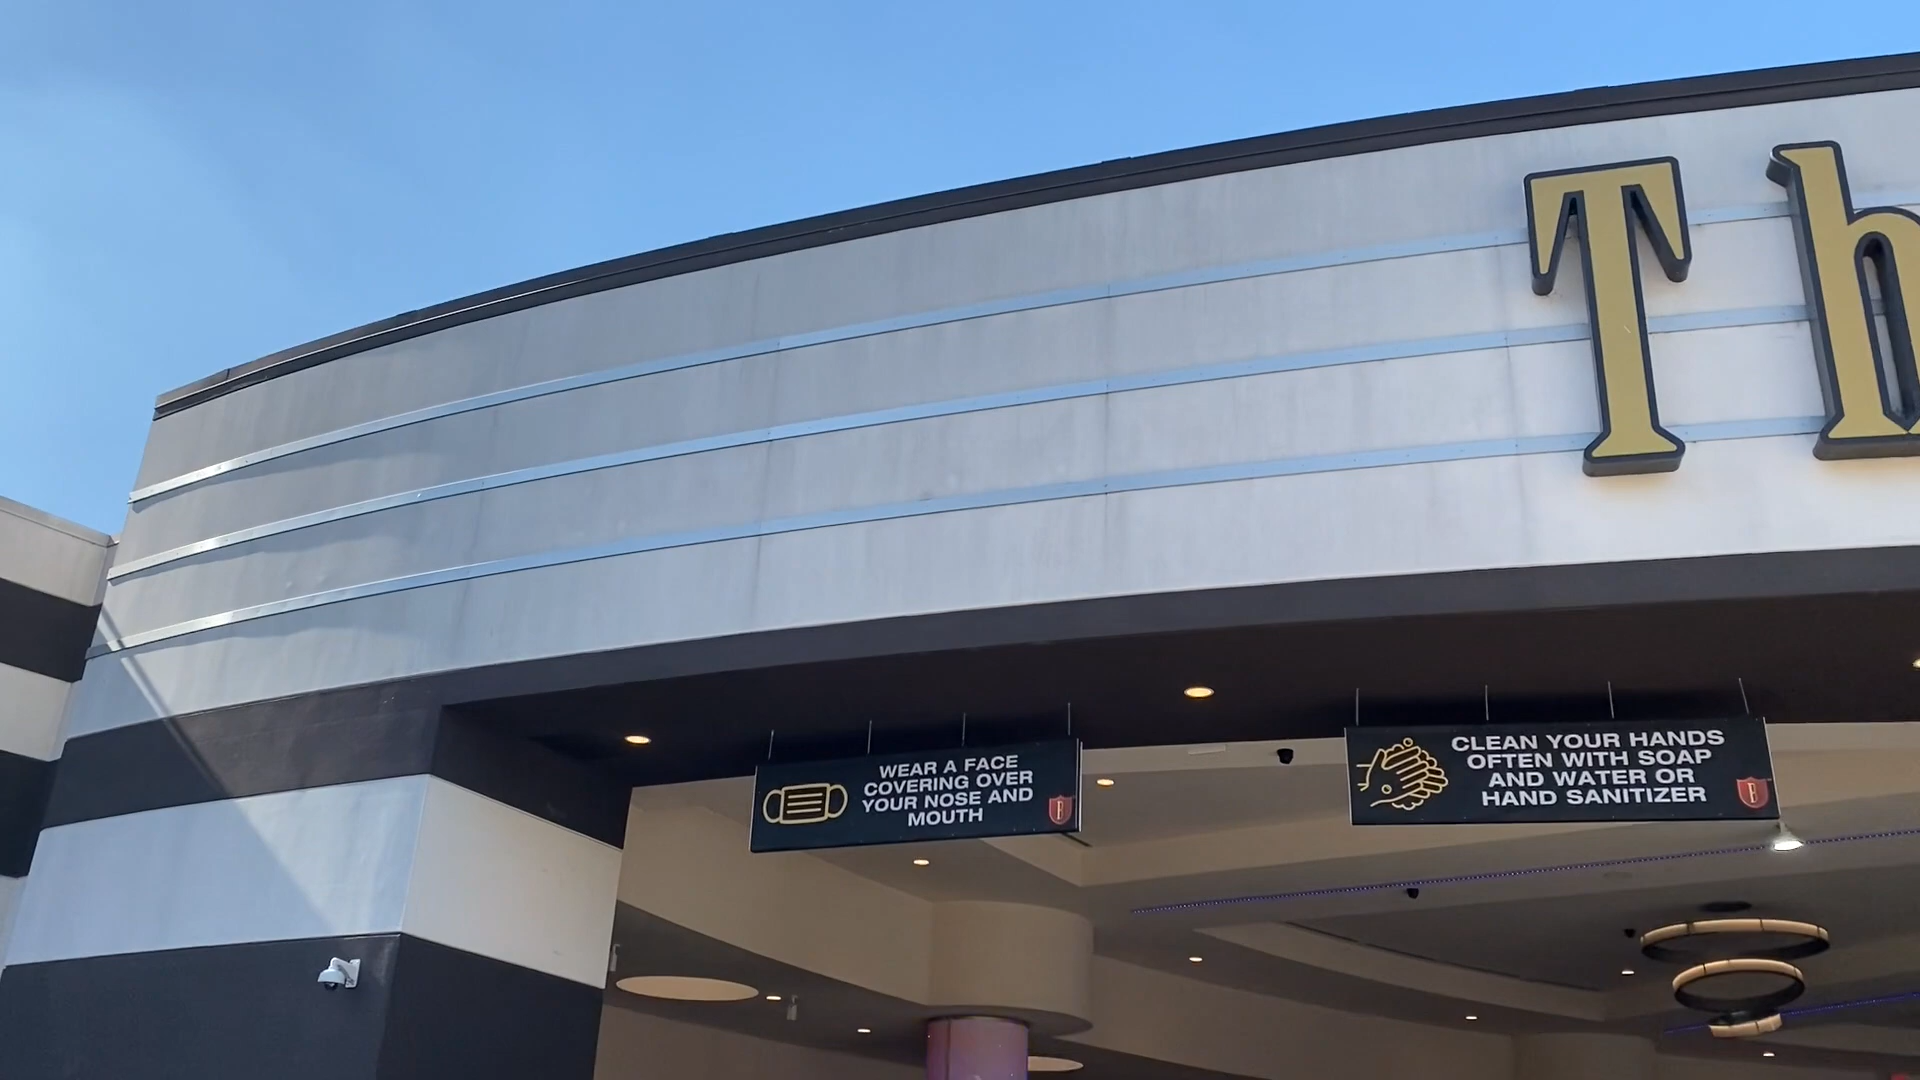 Th
WEAR A FACE
COVERING OVER
YOUR NOSE AND
MOUTH
B
CLEAN YOUR HANDS
OFTEN WITH SOAP
AND WATER OR
HAND SANITIZER
B